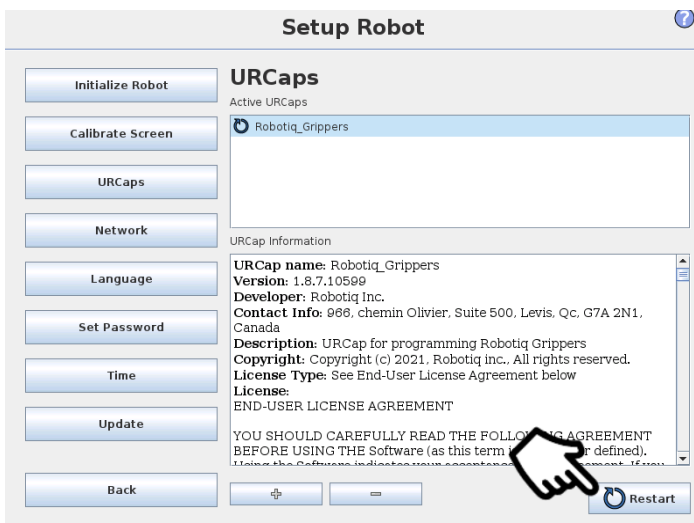 Setup Robot
?
Initialize Robot
Calibrate Screen
URCaps
Network
Language
Set Password
Time
Update
Back
URCaps
Active URCaps
Robotiq_Grippers
URCap Information
URCap name: Robotiq_Grippers
Version: 1.8.7.10599
Developer: Robotiq Inc.
Contact Info: 966, chemin Olivier, Suite 500, Levis, Qc, G7A 2N1,
Canada
Description: URCap for programming Robotiq Grippers
Copyright: Copyright (c) 2021, Robotiq inc., All rights reserved.
License Type: See End-User License Agreement below
License:
END-USER LICENSE AGREEMENT
YOU SHOULD CAREFULLY READ THE FOLLOWING AGREEMENT
BEFORE USING THE Software (as this term defined).
Restart